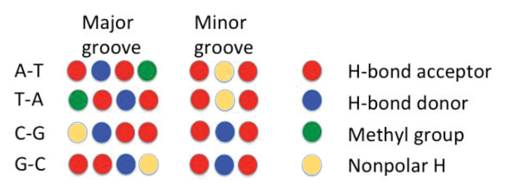 Major groove
Minor groove
A-T
T-A
C-G
G-C
H-bond acceptor
H-bond donor
Methyl group
Nonpolar H